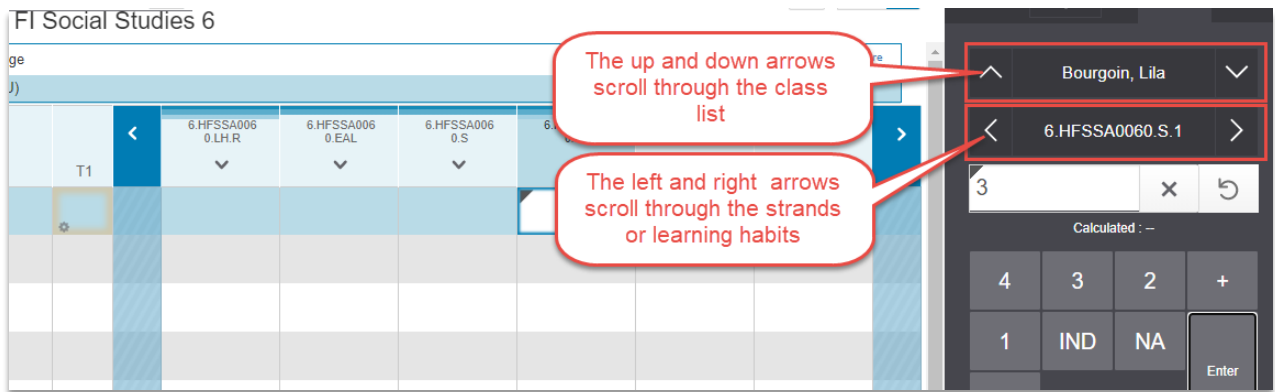 FI Social Studies 6
ge
re
J)
The up and down arrows
scroll through the class
list
Bourgoin, Lila
6.HFSSA0060.S.1
T1
6.HFSSA006
0.LH.R
6.HFSSA006
0.EAL
6.HFSSA006
0.S
The left and right arrows
scroll through the strands
or learning habits
3
Calculated : --
4 3 2 +
1 IND NA
Enter